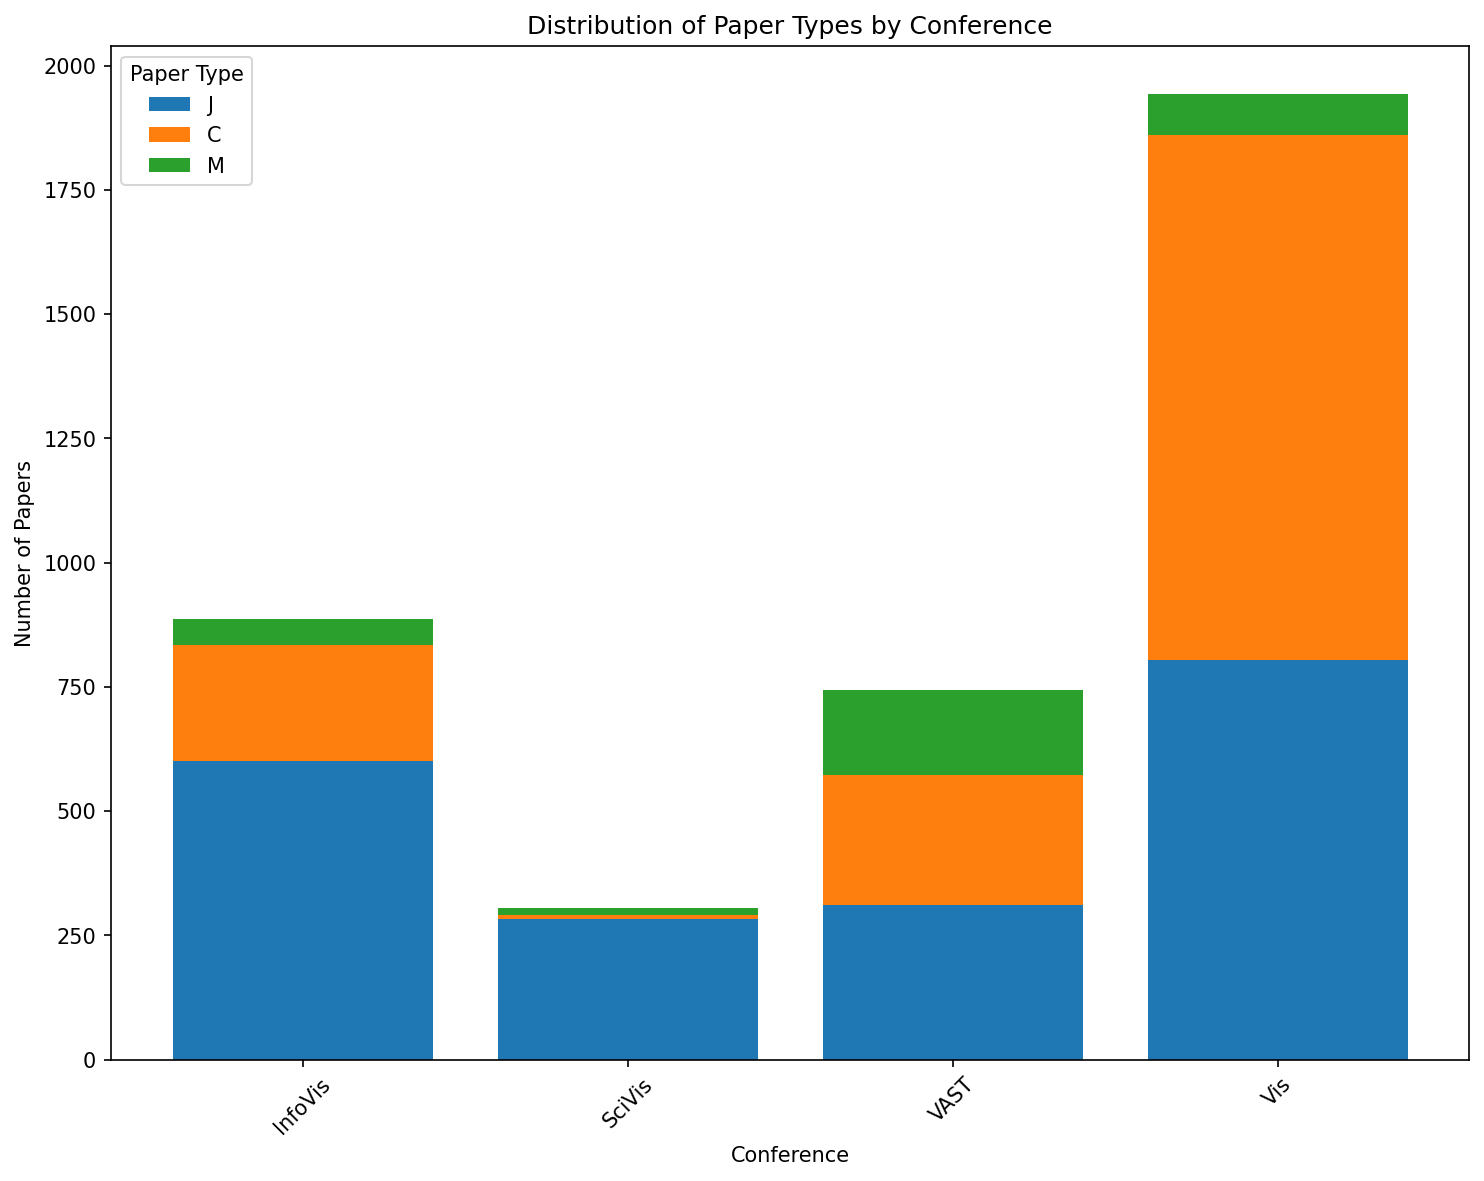 Distribution of Paper Types by Conference
Paper Type
J
C
M
Number of Papers
2000
1750
1500
1250
1000
750
500
250
0
InfoVis
SciVis
VAST
Vis
Conference